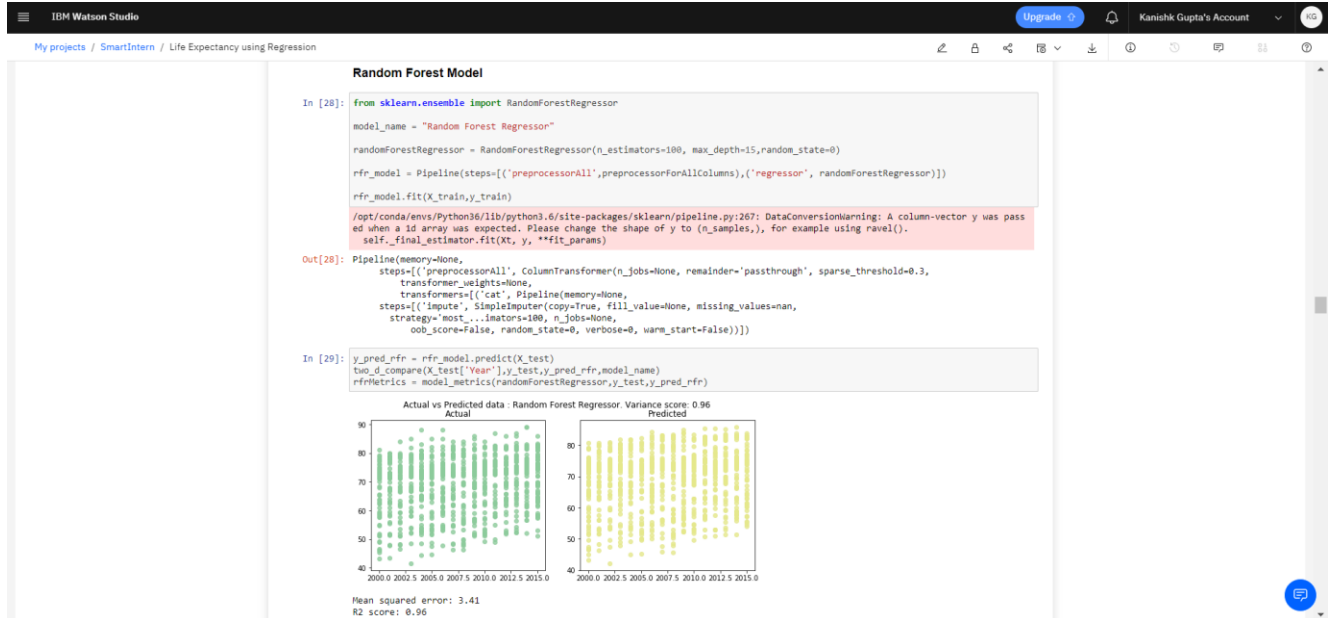 IBM Watson Studio
Upgrade
Kanishk Gupta's Account
KG
My projects / SmartIntern / Life Expectancy using Regression
Random Forest Model
In [28]: from sklearn.ensemble import RandomForestRegressor
model_name = "Random Forest Regressor"
randomForestRegressor = RandomForestRegressor(n_estimators=100, max_depth=15,random_state=0)
rfr_model = Pipeline(steps=[('preprocessorAll',preprocessorForAllColumns),('regressor', randomForestRegressor)])
rfr_model.fit(X_train,y_train)
/opt/conda/envs/Python36/lib/python3.6/site-packages/sklearn/pipeline.py:267: DataConversionWarning: A column-vector y was pass
ed when a 1d array was expected. Please change the shape of y to (n_samples,), for example using ravel().
self._final_estimator.fit(Xt, y, **fit_params)
Out[28]: Pipeline(memory=None,
steps=[('preprocessorAll', ColumnTransformer(n_jobs=None, remainder='passthrough', sparse_threshold=0.3,
transformer_weights=None,
transformers=[('cat', Pipeline(memory=None,
steps=[('impute', SimpleImputer(copy=True, fill_value=None, missing_values=nan,
strategy='most_...imators=100, n_jobs=None,
oob_score=False, random_state=0, verbose=0, warm_start=False))])
In [29]: y_pred_rfr = rfr_model.predict(X_test)
two_d_compare(X_test['Year'],y_test,y_pred_rfr,model_name)
rfrMetrics = model_metrics(randomForestRegressor,y_test,y_pred_rfr)
Actual vs Predicted data : Random Forest Regressor. Variance score: 0.96
Actual Predicted
90
80 80
70 70
60 60
50 50
40 40
2000.0 2002.5 2005.0 2007.5 2010.0 2012.5 2015.0 2000.0 2002.5 2005.0 2007.5 2010.0 2012.5 2015.0
Mean squared error: 3.41
R2 score: 0.96